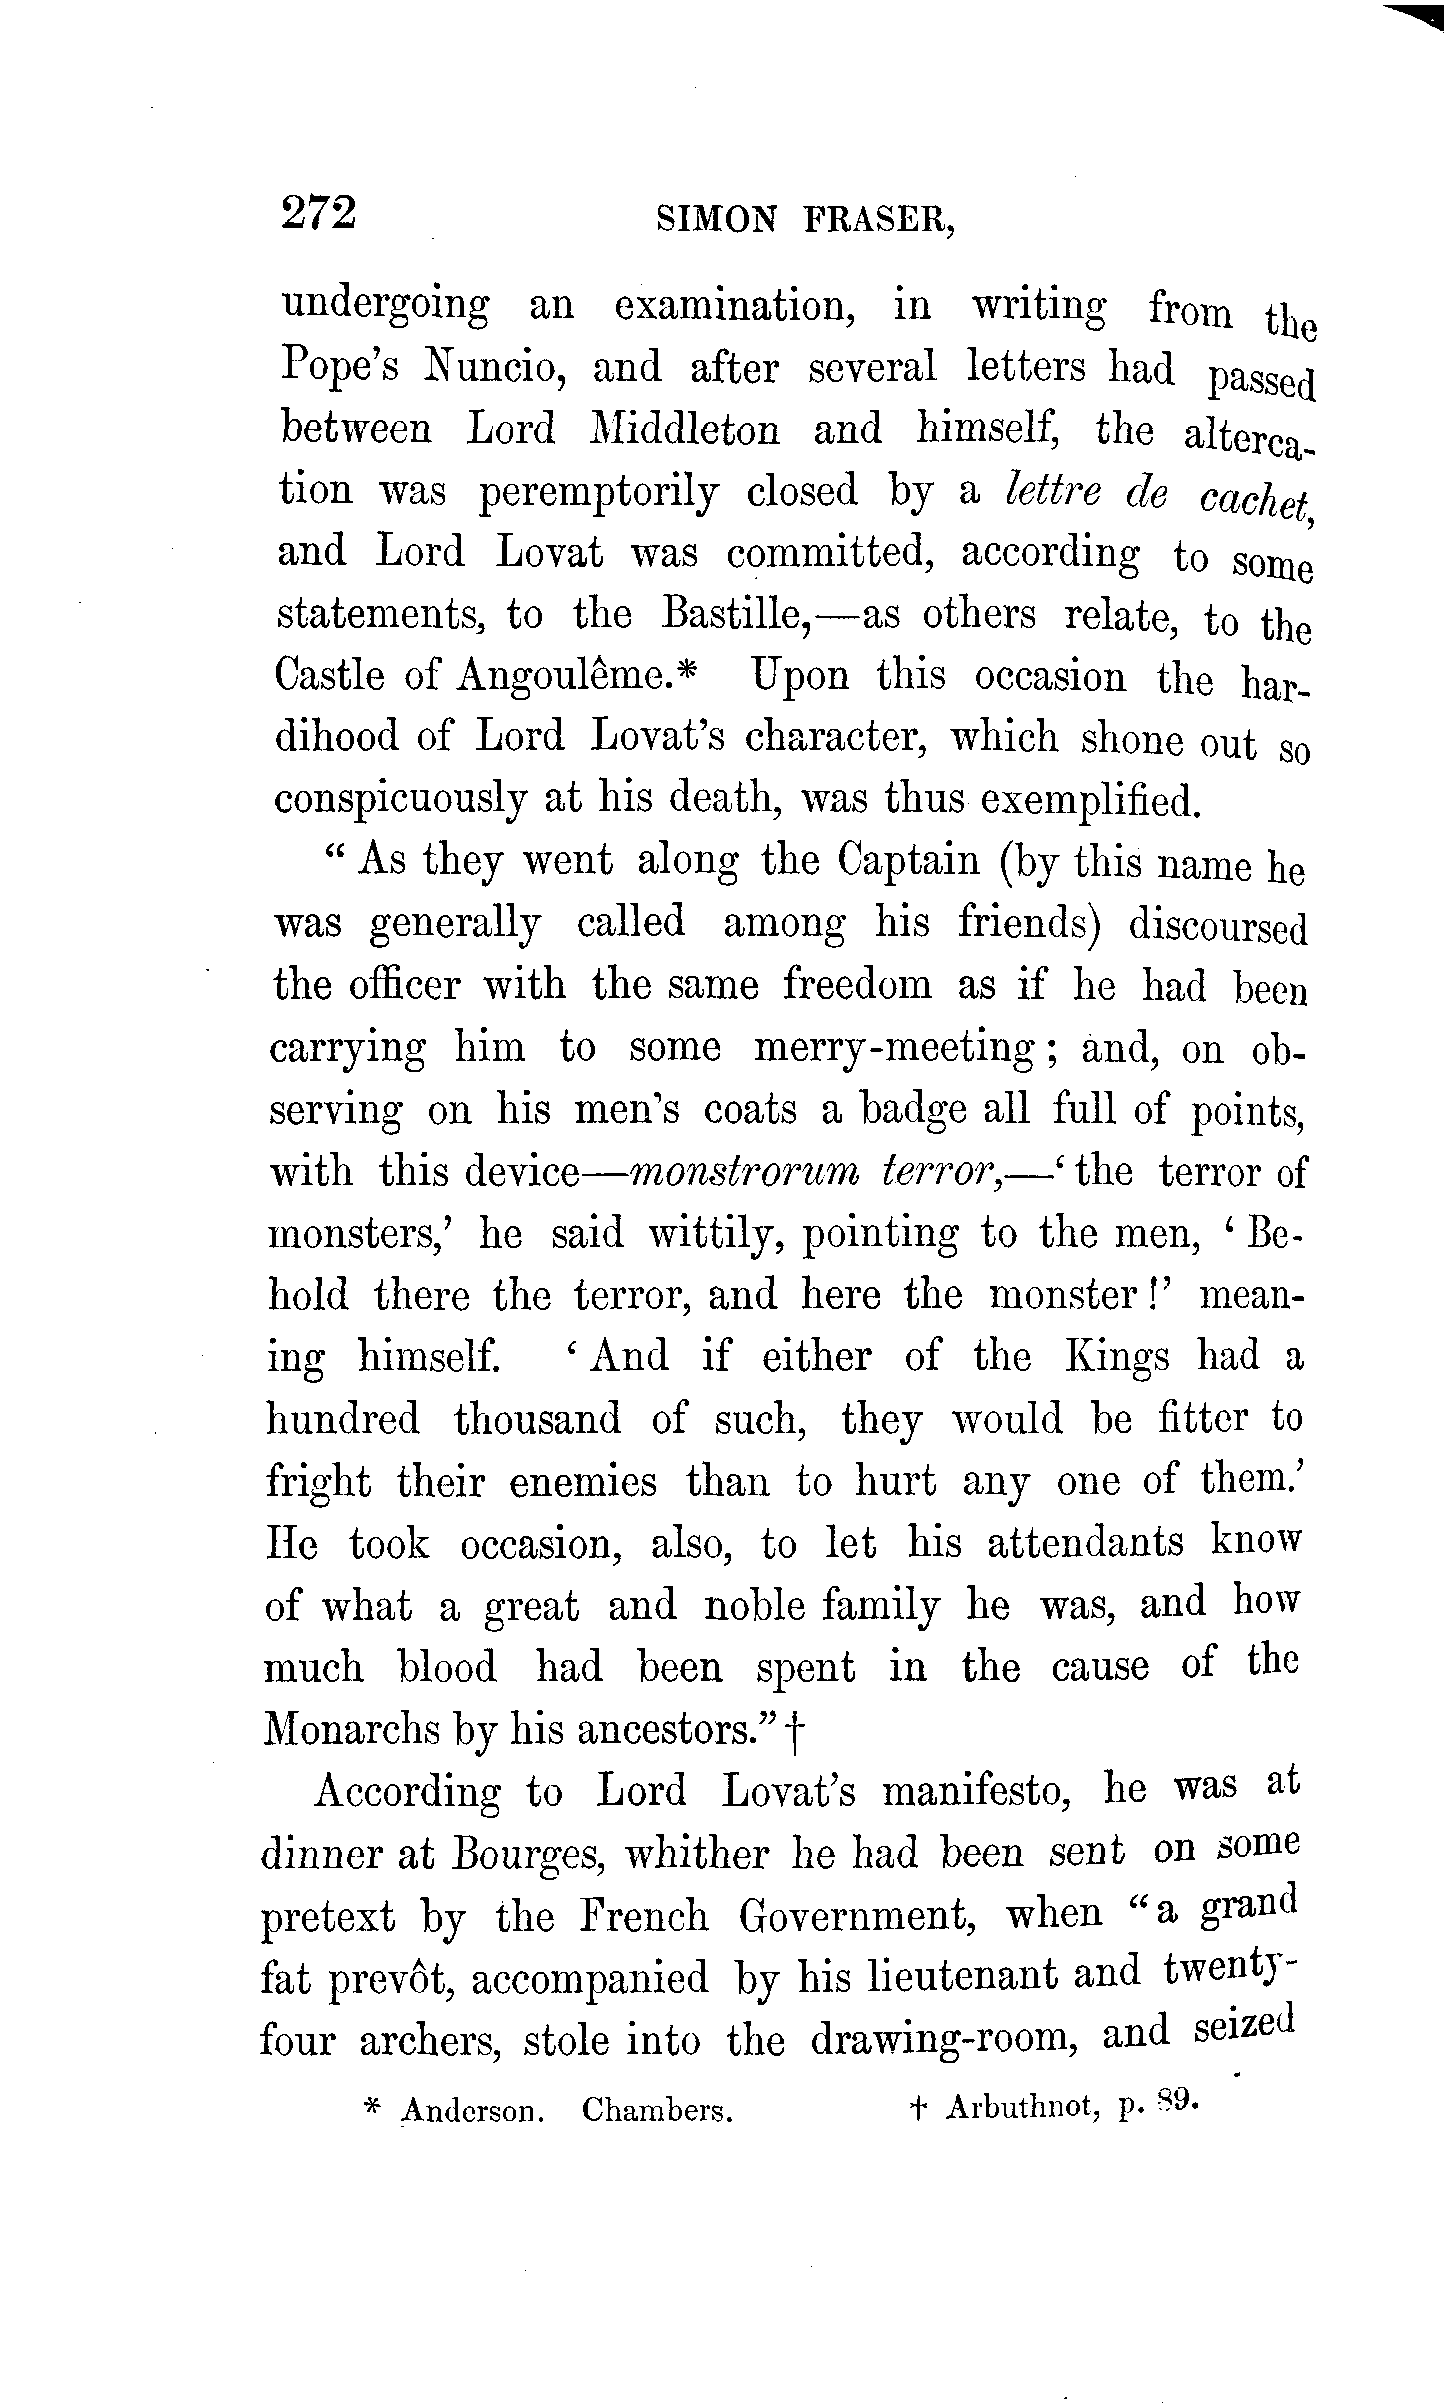 272 SIMON FRASER,
undergoing an examination, in writing from the
Pope's Nuncio, and after several letters had passed
between Lord Middleton and himself, the alterca-
tion was peremptorily closed by a lettre de cachet,
and Lord Lovat was committed, according to some
statements, to the Bastille,—as others relate, to the
Castle of Angoulême.* Upon this occasion the har-
dihood of Lord Lovat's character, which shone out so
conspicuously at his death, was thus exemplified.
“ As they went along the Captain (by this name he
was generally called among his friends) discoursed
the officer with the same freedom as if he had been
carrying him to some merry-meeting ; and, on ob-
serving on his men's coats a badge all full of points,
with this device—monstrorum terror,—‘ the terror of
monsters,’ he said wittily, pointing to the men, ‘ Be-
hold there the terror, and here the monster !’ mean-
ing himself. ‘ And if either of the Kings had a
hundred thousand of such, they would be fitter to
fright their enemies than to hurt any one of them.’
He took occasion, also, to let his attendants know
of what a great and noble family he was, and how
much blood had been spent in the cause of the
Monarchs by his ancestors.” †
According to Lord Lovat's manifesto, he was at
dinner at Bourges, whither he had been sent on some
pretext by the French Government, when “ a grand
fat prevôt, accompanied by his lieutenant and twenty-
four archers, stole into the drawing-room, and seized
* Anderson. Chambers. † Arbuthnot, p. 89.